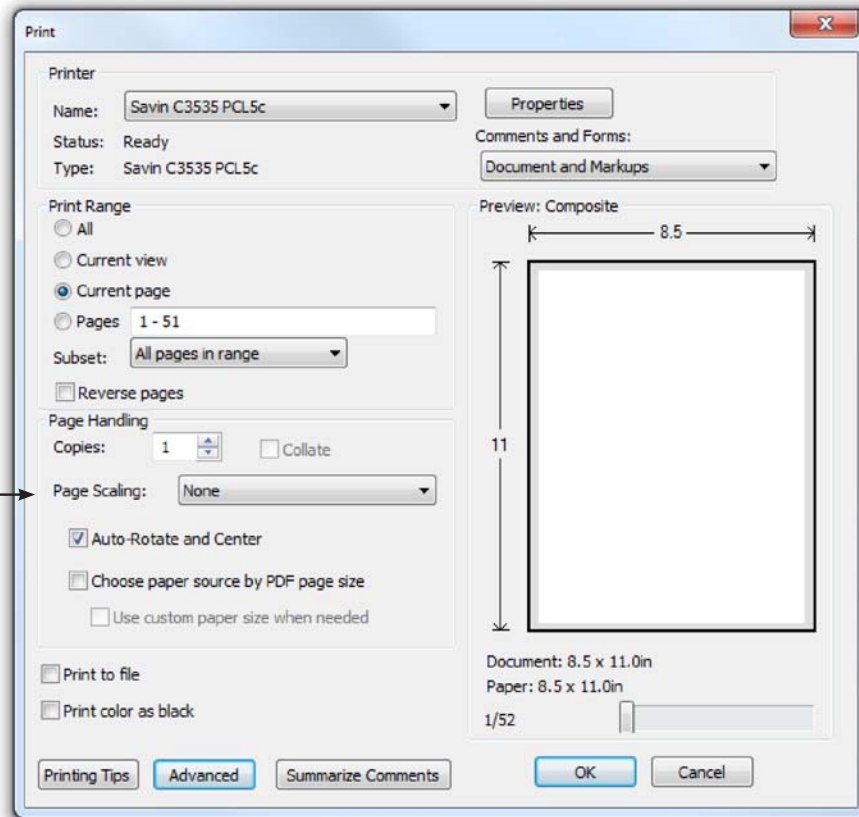 Print
Printer
Name: Savin C3535 PCL5c Properties
Status: Ready Comments and Forms:
Type: Savin C3535 PCL5c Document and Markups
Print Range
All
Current view
Current page
Pages 1 - 51
Subset: All pages in range
Reverse pages
Page Handling
Copies: 1 Collate
Page Scaling: None
Auto-Rotate and Center
Choose paper source by PDF page size
Use custom paper size when needed
Print to file
Print color as black
Preview: Composite
8.5
11
Document: 8.5 x 11.0in
Paper: 8.5 x 11.0in
1/52
Printing Tips Advanced Summarize Comments OK Cancel